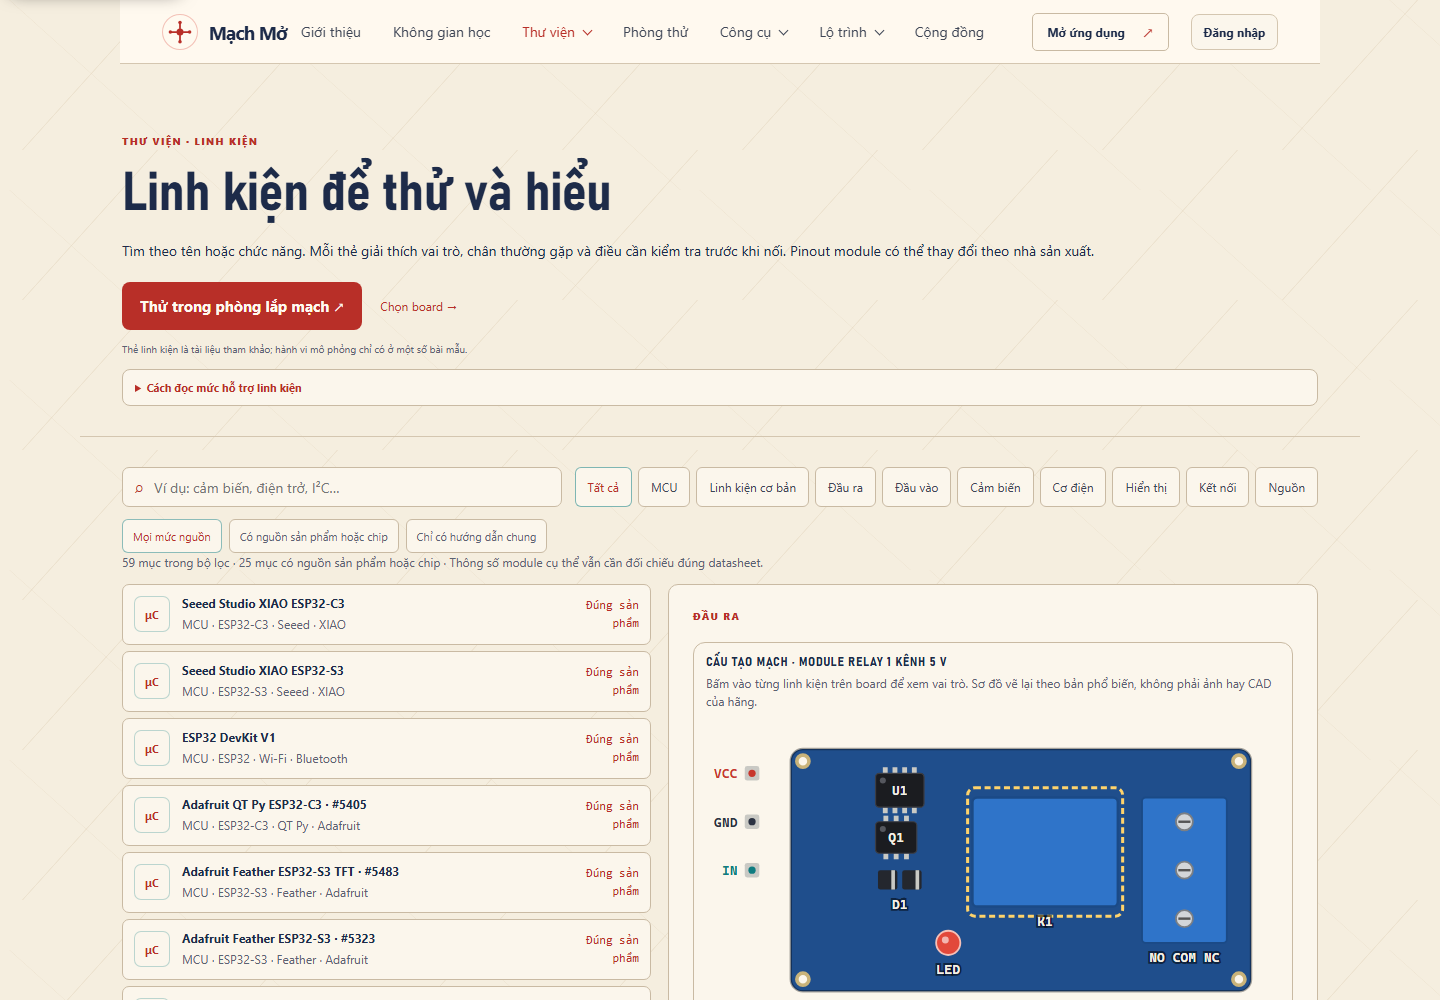 Mạch Mở
Giới thiệu
Không gian học
Thư viện
Phòng thử
Công cụ
Lộ trình
Cộng đồng
Mở ứng dụng ↗
Đăng nhập
THƯ VIỆN · LINH KIỆN
Linh kiện để thử và hiểu
Tìm theo tên hoặc chức năng. Mỗi thẻ giải thích vai trò, chân thường gặp và điều cần kiểm tra trước khi nối. Pinout module có thể thay đổi theo nhà sản xuất.
Thử trong phòng lắp mạch ↗
Chọn board →
Thẻ linh kiện là tài liệu tham khảo; hành vi mô phỏng chỉ có ở một số bài mẫu.
▸ Cách đọc mức hỗ trợ linh kiện
Ví dụ: cảm biến, điện trở, I²C...
Tất cả
MCU
Linh kiện cơ bản
Đầu ra
Đầu vào
Cảm biến
Cơ điện
Hiển thị
Kết nối
Nguồn
Mọi mức nguồn
Có nguồn sản phẩm hoặc chip
Chỉ có hướng dẫn chung
59 mục trong bộ lọc · 25 mục có nguồn sản phẩm hoặc chip · Thông số module cụ thể vẫn cần đối chiếu đúng datasheet.
µC
Seeed Studio XIAO ESP32-C3
MCU · ESP32-C3 · Seeed · XIAO
Đúng sản
phẩm
µC
Seeed Studio XIAO ESP32-S3
MCU · ESP32-S3 · Seeed · XIAO
Đúng sản
phẩm
µC
ESP32 DevKit V1
MCU · ESP32 · Wi-Fi · Bluetooth
Đúng sản
phẩm
µC
Adafruit QT Py ESP32-C3 · #5405
MCU · ESP32-C3 · QT Py · Adafruit
Đúng sản
phẩm
µC
Adafruit Feather ESP32-S3 TFT · #5483
MCU · ESP32-S3 · Feather · Adafruit
Đúng sản
phẩm
µC
Adafruit Feather ESP32-S3 · #5323
MCU · ESP32-S3 · Feather · Adafruit
Đúng sản
phẩm
ĐẦU RA
CẤU TẠO MẠCH · MODULE RELAY 1 KÊNH 5 V
Bấm vào từng linh kiện trên board để xem vai trò. Sơ đồ vẽ lại theo bản phổ biến, không phải ảnh hay CAD
của hãng.
VCC
GND
IN
U1
Q1
D1
K1
LED
NO COM NC